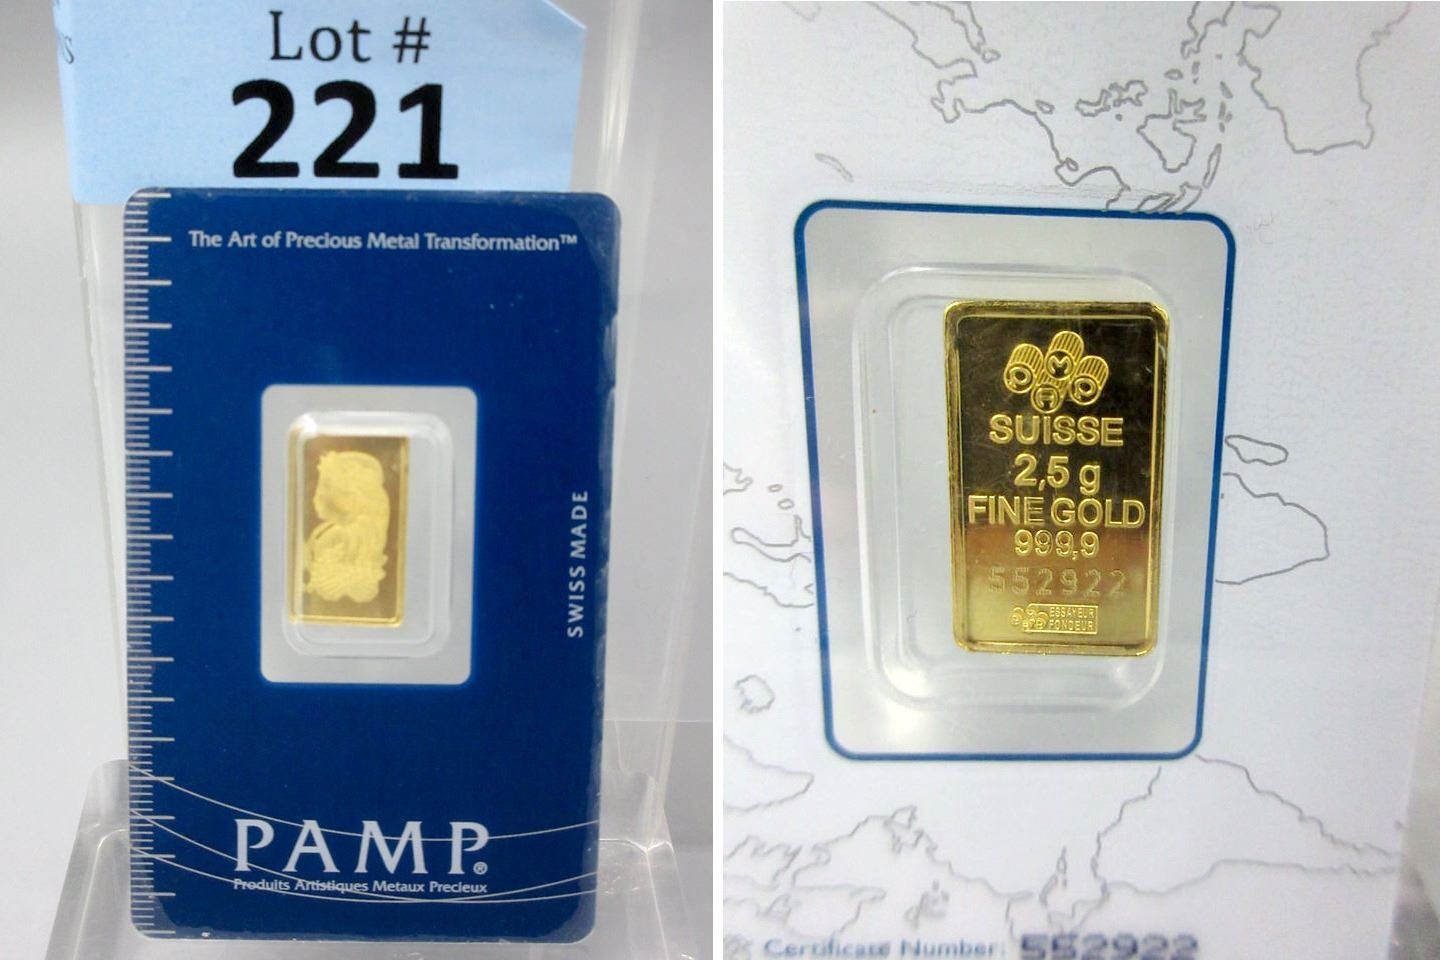 Lot #
221
The Art of Precious Metal Transformation™
SWISS MADE
PAMP®
Produits Artistiques Metaux Precieux
PAMP
SUISSE
2,5 g
FINE GOLD
999,9
552922
ESSAYEUR
FONDEUR
Certificate Number: 552922